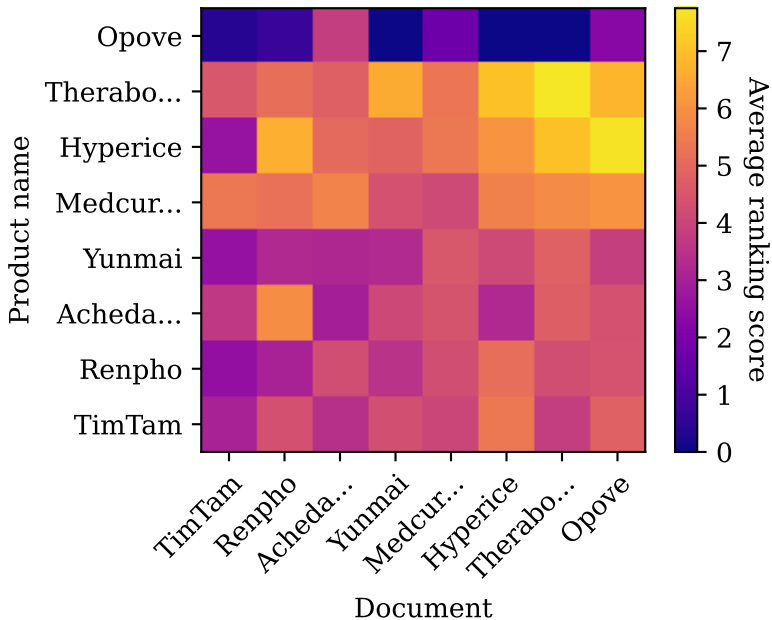 Product name
Opove
Therabo...
Hyperice
Medcur...
Yunmai
Acheda...
Renpho
TimTam
TimTam
Renpho
Acheda...
Yunmai
Medcur...
Hyperice
Therabo...
Opove
Document
7
6
5
4
3
2
1
0
Average ranking score